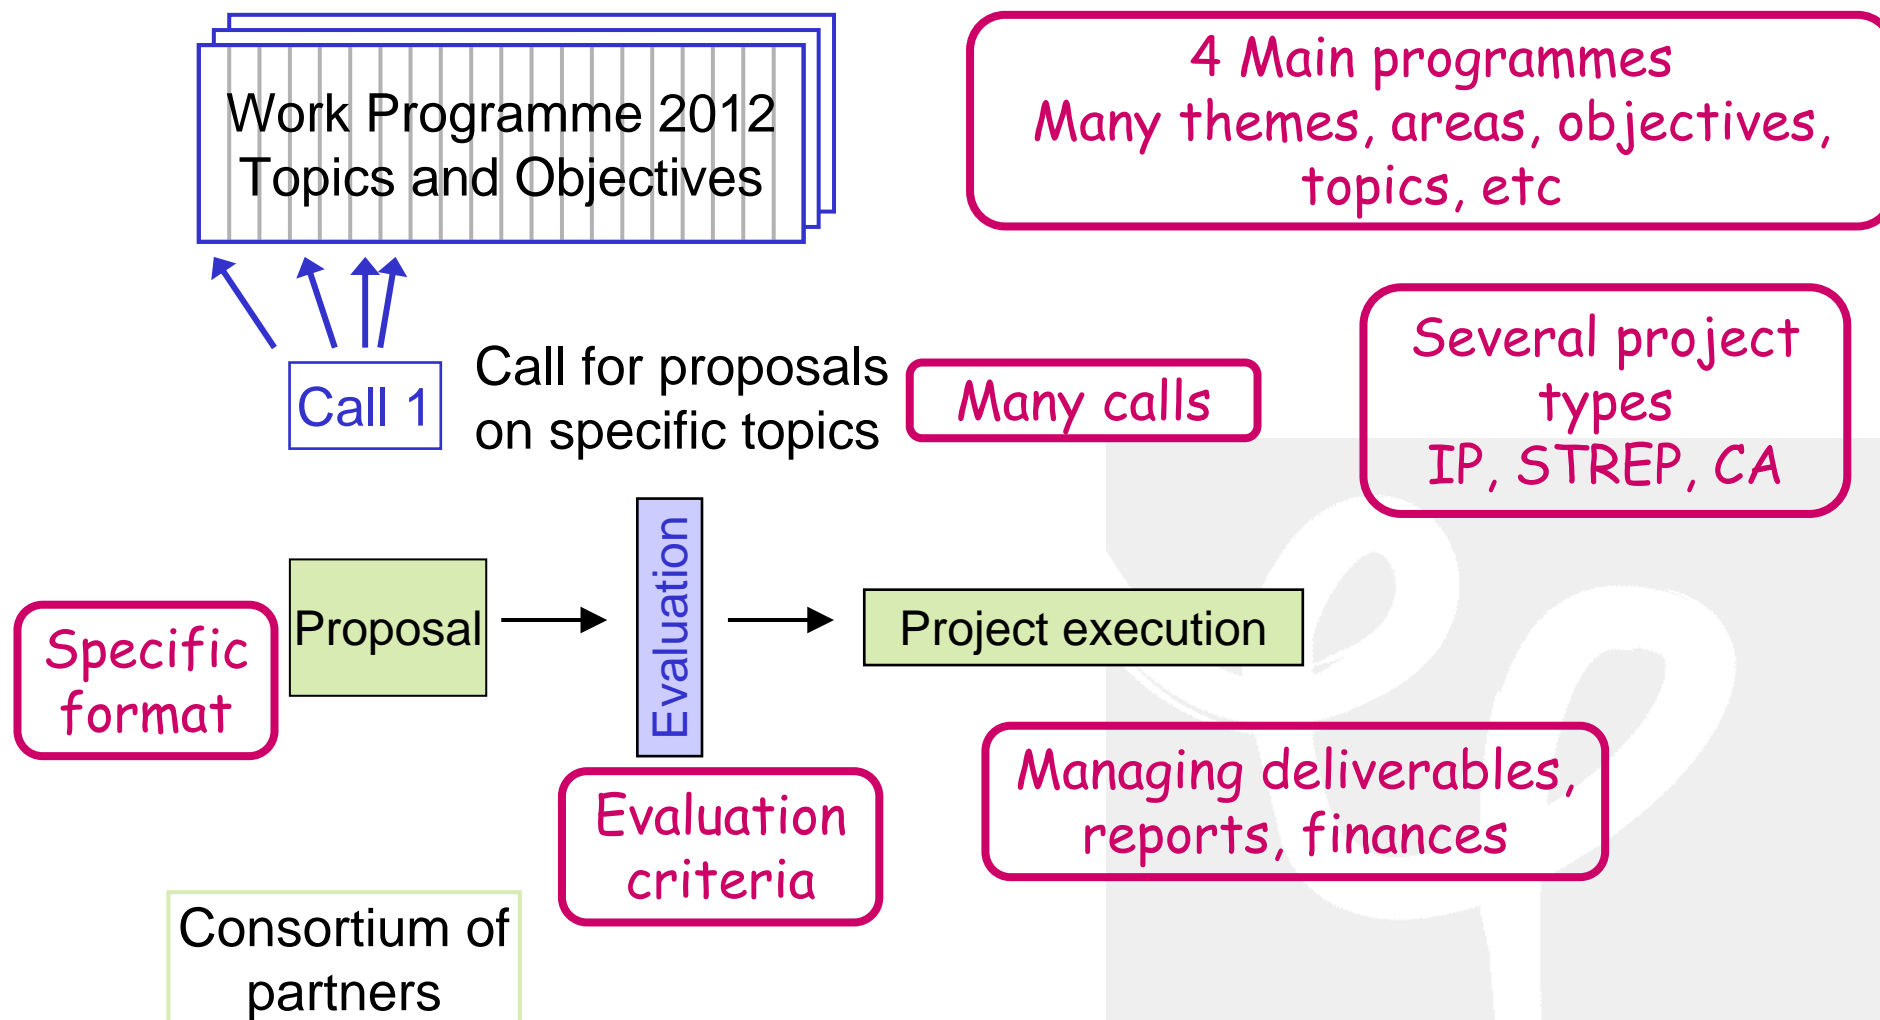 Work Programme 2012
Topics and Objectives
4 Main programmes
Many themes, areas, objectives,
topics, etc
Call 1
Call for proposals
on specific topics
Many calls
Several project
types
IP, STREP, CA
Specific
format
Proposal
Evaluation
Project execution
Evaluation
criteria
Managing deliverables,
reports, finances
Consortium of
partners